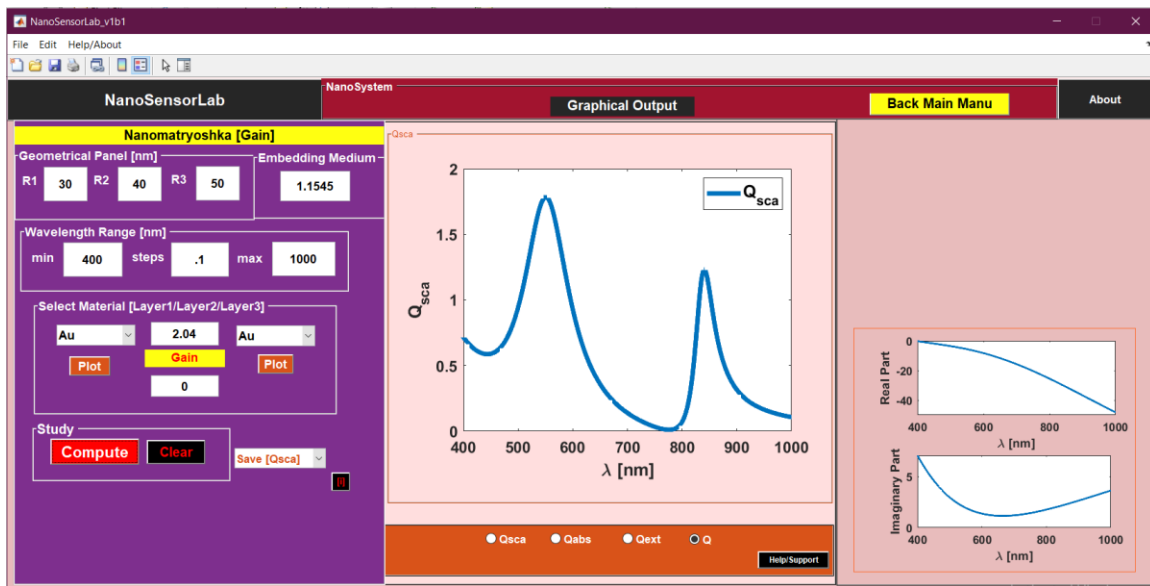 NanoSensorLab_v1b1
File Edit Help/About
NanoSensorLab
NanoSystem
Graphical Output
Back Main Manu
About
Nanomatryoshka [Gain]
Geometrical Panel [nm]
R1 30 R2 40 R3 50
Embedding Medium
1.1545
Wavelength Range [nm]
min 400 steps .1 max 1000
Select Material [Layer1/Layer2/Layer3]
Au 2.04 Au
Plot Gain Plot
0
Study
Compute Clear
Save [Qsca]
Qsca
2
1.5
1
0.5
0
Qsca
Qsca
400 500 600 700 800 900 1000
λ [nm]
Qsca Qabs Qext Q
Help/Support
Real Part
0
-20
-40
400 600 800 1000
λ [nm]
Imaginary Part
5
0
400 600 800 1000
λ [nm]